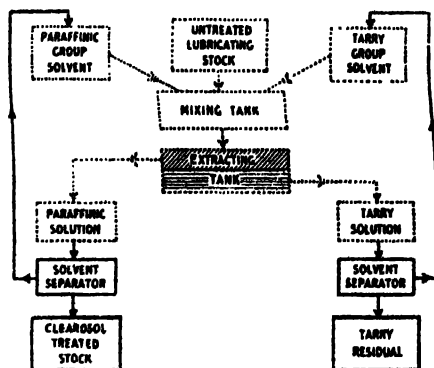 PARAFFINIC
GROUP
SOLVENT
UNTREATED
LUBRICATING
STOCK
TARRY
GROUP
SOLVENT
MIXING TANK
EXTRACTING
TANK
PARAFFINIC
SOLUTION
TARRY
SOLUTION
SOLVENT
SEPARATOR
SOLVENT
SEPARATOR
CLEAROSOL
TREATED
STOCK
TARRY
RESIDUAL